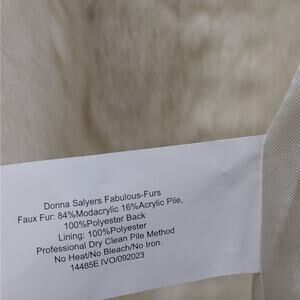 Donna Salyers Fabulous-Furs
Faux Fur: 84%Modacrylic 16%Acrylic Pile,
100%Polyester Back
Lining: 100%Polyester
Professional Dry Clean Pile Method
No Heat/No Bleach/No Iron.
14485E IVO/092023